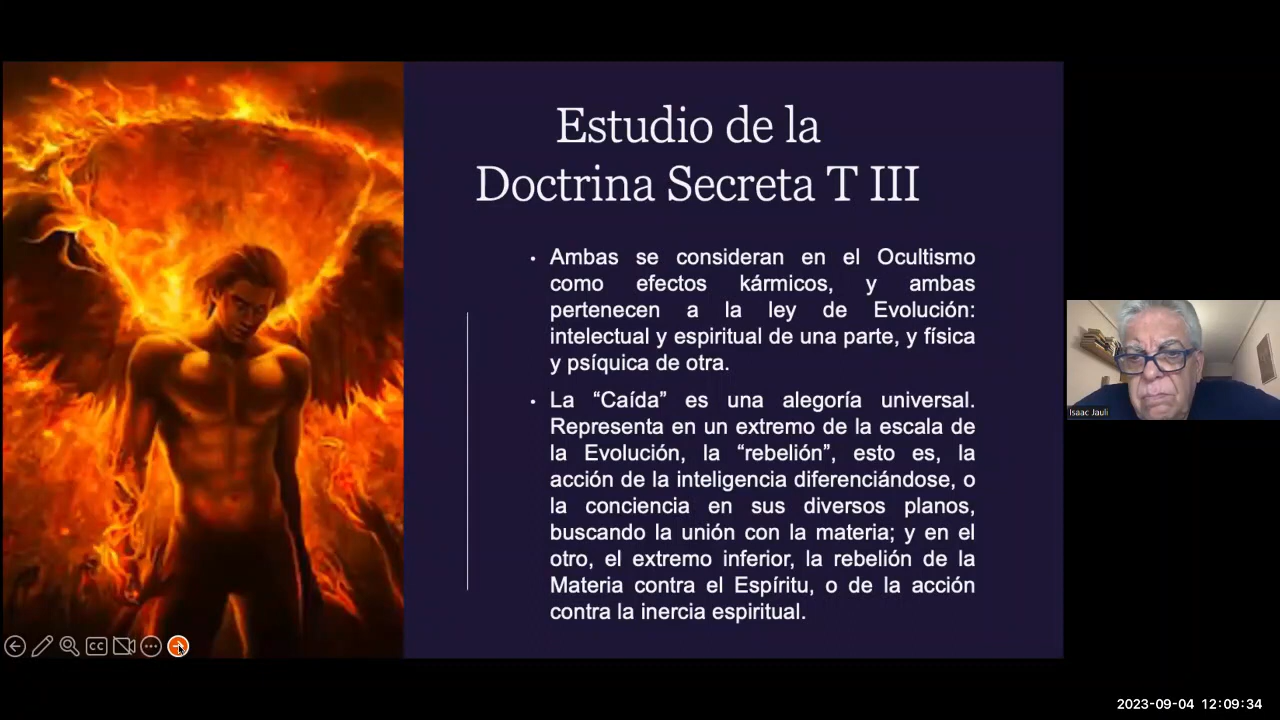 Estudio de la
Doctrina Secreta T III
• Ambas se consideran en el Ocultismo
como efectos kármicos, y ambas
pertenecen a la ley de Evolución:
intelectual y espiritual de una parte, y física
y psíquica de otra.
• La “Caída” es una alegoría universal.
Representa en un extremo de la escala de
la Evolución, la “rebelión”, esto es, la
acción de la inteligencia diferenciándose, o
la conciencia en sus diversos planos,
buscando la unión con la materia; y en el
otro, el extremo inferior, la rebelión de la
Materia contra el Espíritu, o de la acción
contra la inercia espiritual.
Isaac Jauli
CC
2023-09-04 12:09:34